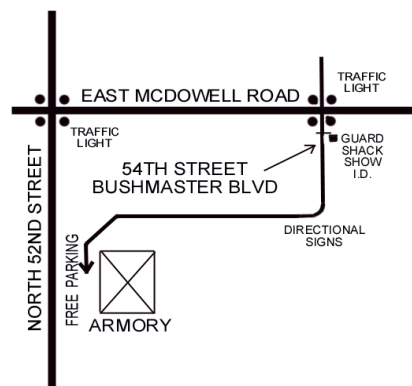 TRAFFIC
LIGHT
EAST MCDOWELL ROAD
TRAFFIC
LIGHT
GUARD
SHACK
SHOW
I.D.
54TH STREET
BUSHMASTER BLVD
NORTH 52ND STREET
DIRECTIONAL
SIGNS
FREE PARKING
ARMORY